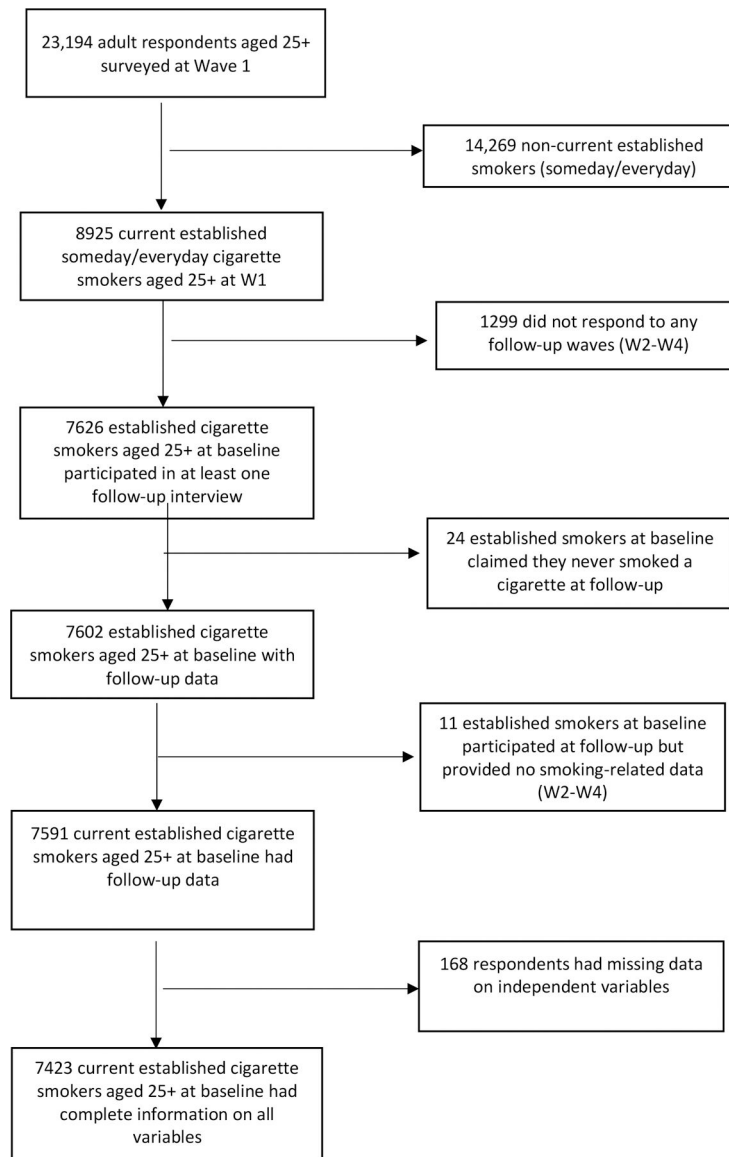 23,194 adult respondents aged 25+
surveyed at Wave 1
14,269 non-current established
smokers (someday/everyday)
8925 current established
someday/everyday cigarette
smokers aged 25+ at W1
1299 did not respond to any
follow-up waves (W2-W4)
7626 established cigarette
smokers aged 25+ at baseline
participated in at least one
follow-up interview
24 established smokers at baseline
claimed they never smoked a
cigarette at follow-up
7602 established cigarette
smokers aged 25+ at baseline with
follow-up data
11 established smokers at baseline
participated at follow-up but
provided no smoking-related data
(W2-W4)
7591 current established cigarette
smokers aged 25+ at baseline had
follow-up data
168 respondents had missing data
on independent variables
7423 current established cigarette
smokers aged 25+ at baseline had
complete information on all
variables